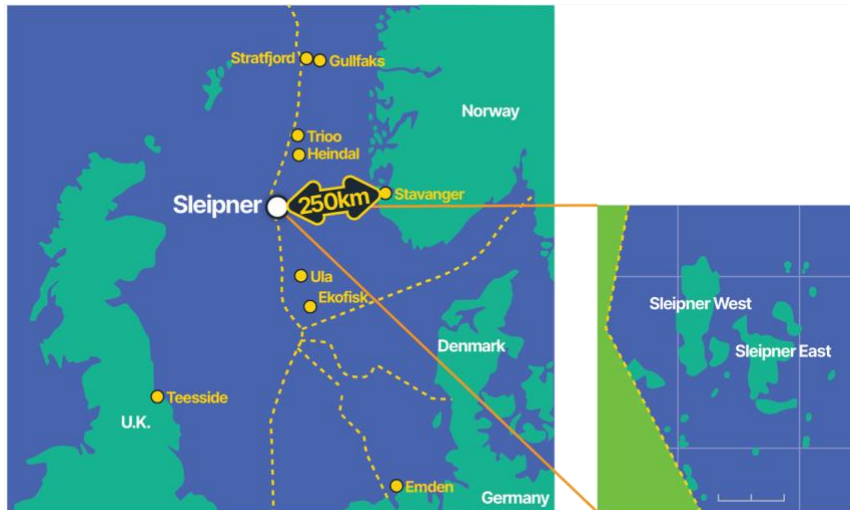 Stratfjord
Gullfaks
Norway
Trioo
Heindal
Stavanger
250km
Sleipner
Ula
Ekofisk
Sleipner West
Sleipner East
Denmark
Teesside
U.K.
Emden
Germany